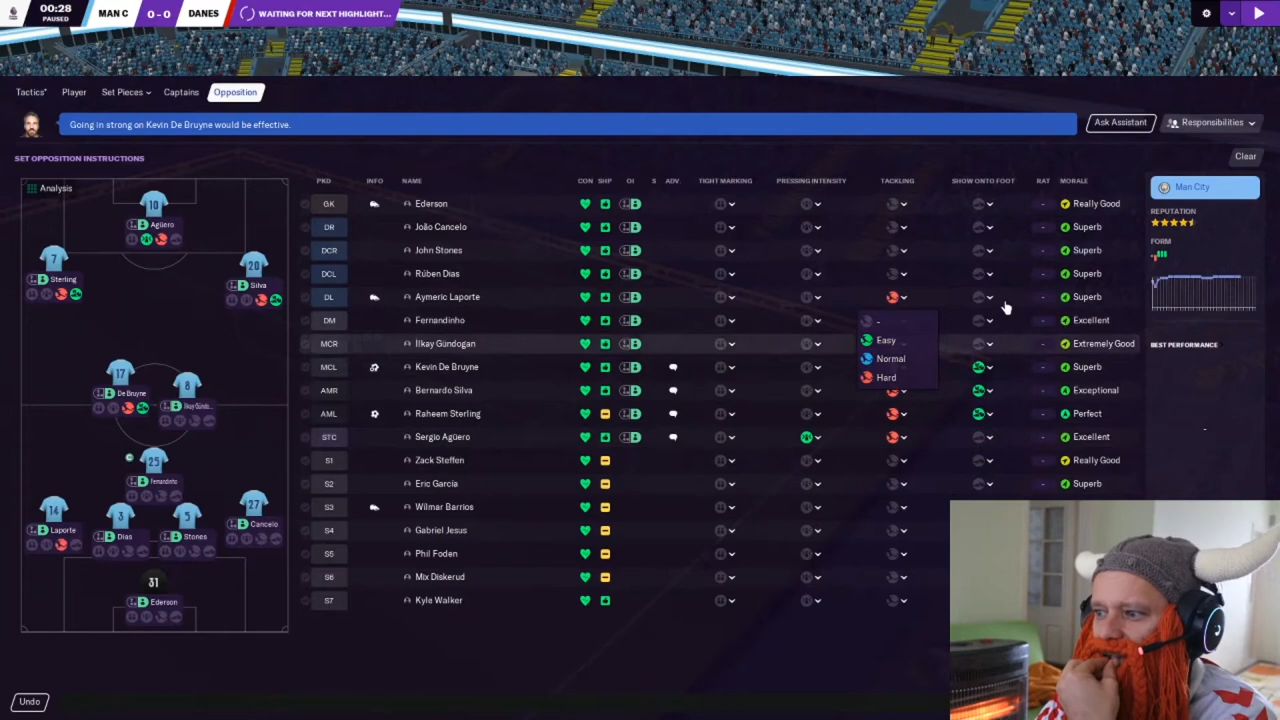 00:28
PAUSED
MAN C
0 - 0
DANES
WAITING FOR NEXT HIGHLIGHT...
Tactics*
Player
Set Pieces
Captains
Opposition
Going in strong on Kevin De Bruyne would be effective.
Ask Assistant
Responsibilities
SET OPPOSITION INSTRUCTIONS
Clear
Analysis
10
Agüero
7
Sterling
20
Silva
17
De Bruyne
8
İlkay Gündo...
25
Fernandinho
14
Laporte
3
Dias
5
Stones
27
Cancelo
31
Ederson
PKD INFO NAME CON SHP OI S ADV. TIGHT MARKING PRESSING INTENSITY TACKLING SHOW ONTO FOOT RAT MORALE
GK Ederson - Really Good
DR João Cancelo - Superb
DCR John Stones - Superb
DCL Rúben Dias - Superb
DL Aymeric Laporte - Superb
DM Fernandinho - Excellent
MCR İlkay Gündogan - Extremely Good
MCL Kevin De Bruyne - Superb
AMR Bernardo Silva - Exceptional
AML Raheem Sterling - Perfect
STC Sergio Agüero - Excellent
S1 Zack Steffen - Really Good
S2 Eric García - Superb
S3 Wilmar Barrios
S4 Gabriel Jesus
S5 Phil Foden
S6 Mix Diskerud
S7 Kyle Walker
-
Easy
Normal
Hard
Man City
REPUTATION
FORM
BEST PERFORMANCE
-
Undo